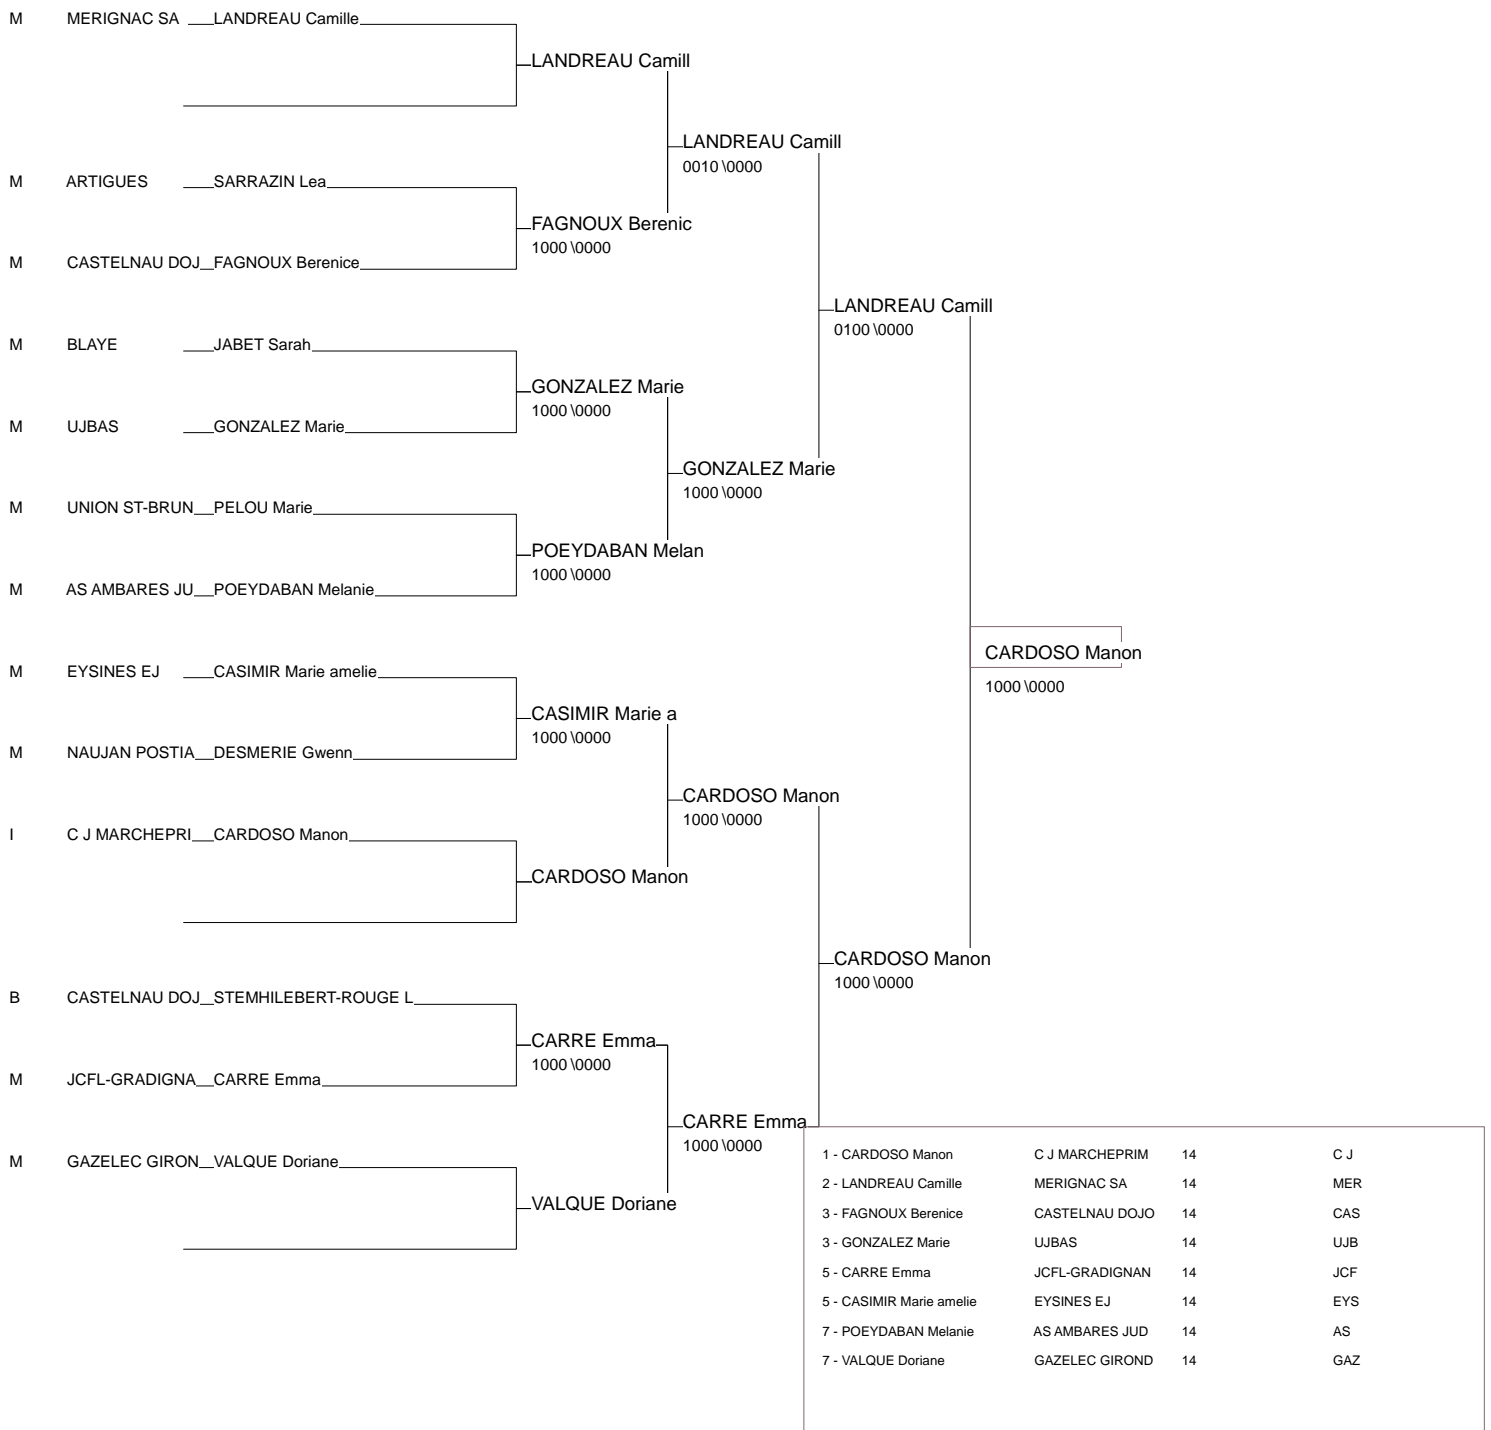 M MERIGNAC SA LANDREAU Camille
LANDREAU Camill
LANDREAU Camill
0010 \0000
M ARTIGUES SARRAZIN Lea
FAGNOUX Berenic
1000 \0000
M CASTELNAU DOJ FAGNOUX Berenice
LANDREAU Camill
0100 \0000
M BLAYE JABET Sarah
GONZALEZ Marie
1000 \0000
M UJBAS GONZALEZ Marie
GONZALEZ Marie
1000 \0000
M UNION ST-BRUN PELOU Marie
POEYDABAN Melan
1000 \0000
M AS AMBARES JU POEYDABAN Melanie
CARDOSO Manon
1000 \0000
M EYSINES EJ CASIMIR Marie amelie
CASIMIR Marie a
1000 \0000
M NAUJAN POSTIA DESMERIE Gwenn
CARDOSO Manon
1000 \0000
I C J MARCHEPRI CARDOSO Manon
CARDOSO Manon
CARDOSO Manon
1000 \0000
B CASTELNAU DOJ STEMHILEBERT-ROUGE L
CARRE Emma
1000 \0000
M JCFL-GRADIGNA CARRE Emma
CARRE Emma
1000 \0000
M GAZELEC GIRON VALQUE Doriane
VALQUE Doriane
1 - CARDOSO Manon C J MARCHEPRIM 14 C J
2 - LANDREAU Camille MERIGNAC SA 14 MER
3 - FAGNOUX Berenice CASTELNAU DOJO 14 CAS
3 - GONZALEZ Marie UJBAS 14 UJB
5 - CARRE Emma JCFL-GRADIGNAN 14 JCF
5 - CASIMIR Marie amelie EYSINES EJ 14 EYS
7 - POEYDABAN Melanie AS AMBARES JUD 14 AS
7 - VALQUE Doriane GAZELEC GIROND 14 GAZ